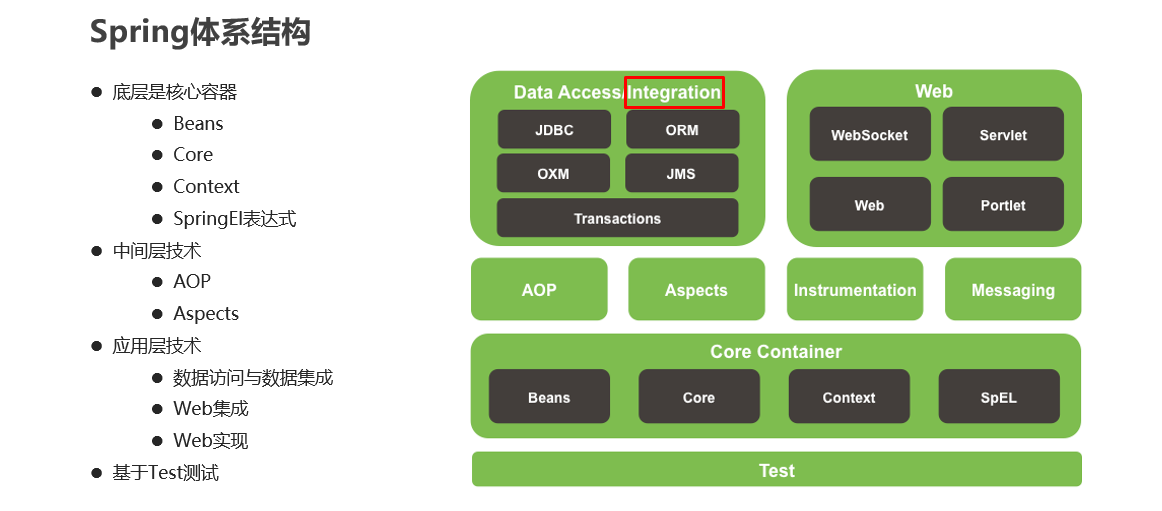 Spring体系结构
底层是核心容器
Beans
Core
Context
SpringEl表达式
中间层技术
AOP
Aspects
应用层技术
数据访问与数据集成
Web集成
Web实现
基于Test测试
Data Access/Integration
JDBC
ORM
OXM
JMS
Transactions
Web
WebSocket
Servlet
Web
Portlet
AOP
Aspects
Instrumentation
Messaging
Core Container
Beans
Core
Context
SpEL
Test